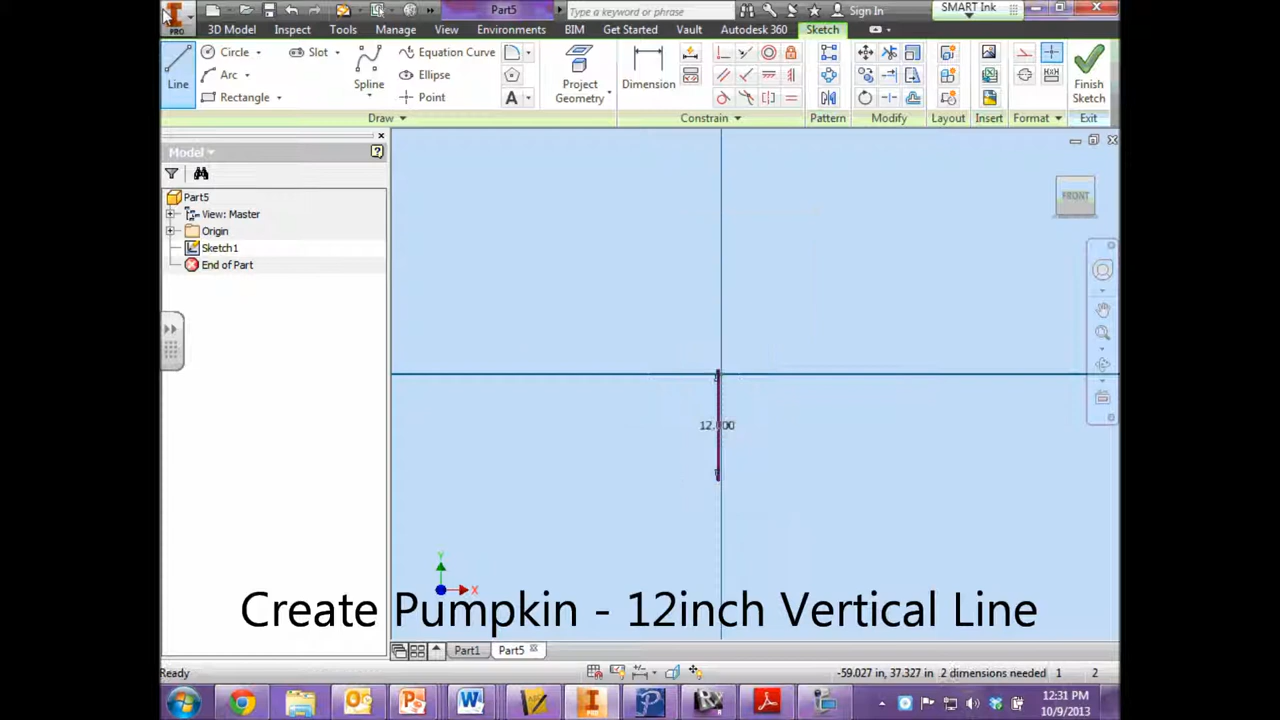 PRO
Part5
Type a keyword or phrase
Sign In
SMART Ink
3D Model Inspect Tools Manage View Environments BIM Get Started Vault Autodesk 360 Sketch
Line Circle Arc Rectangle Slot Spline Equation Curve Ellipse Point A
Project Geometry
Dimension
Finish Sketch
Draw Constrain Pattern Modify Layout Insert Format Exit
Model
Part5
View: Master
Origin
Sketch1
End of Part
FRONT
12.000
Y
X
Create Pumpkin - 12inch Vertical Line
Part1 Part5
Ready
-59.027 in, 37.327 in 2 dimensions needed 1 2
12:31 PM
10/9/2013